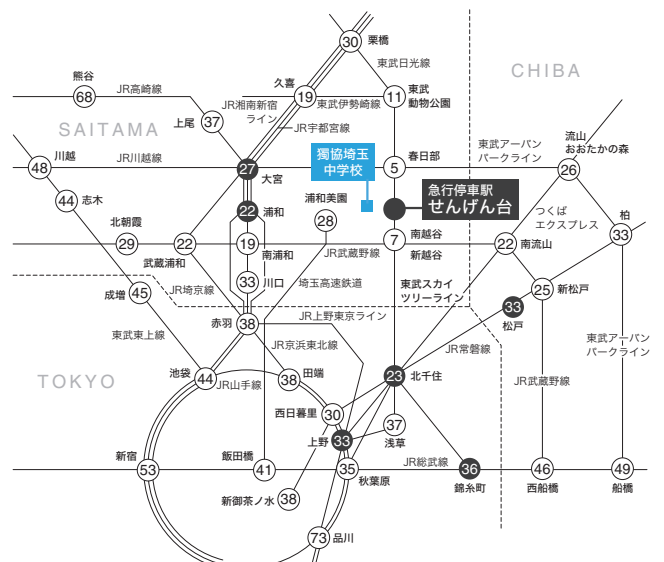 30
栗橋
東武日光線
CHIBA
熊谷
68
JR高崎線
久喜
19
JR湘南新宿
ライン
東武伊勢崎線
11
東武
動物公園
上尾
37
JR宇都宮線
SAITAMA
獨協埼玉
中学校
東武アーバン
パークライン
流山
おおたかの森
川越
48
JR川越線
27
大宮
5
春日部
26
44
志木
急行停車駅
せんげん台
22
浦和
浦和美園
28
つくば
エクスプレス
柏
33
北朝霞
29
22
武蔵浦和
19
南浦和
JR武蔵野線
7
南越谷
新越谷
22
南流山
33
川口
埼玉高速鉄道
東武スカイ
ツリーライン
25
新松戸
成増
45
JR埼京線
33
松戸
赤羽
38
JR上野東京ライン
東武東上線
JR京浜東北線
JR常磐線
東武アーバン
パークライン
TOKYO
池袋
44
JR山手線
38
田端
23
北千住
JR武蔵野線
西日暮里
30
37
浅草
上野
33
新宿
53
飯田橋
41
35
秋葉原
JR総武線
36
錦糸町
46
西船橋
49
船橋
新御茶ノ水
38
73
品川